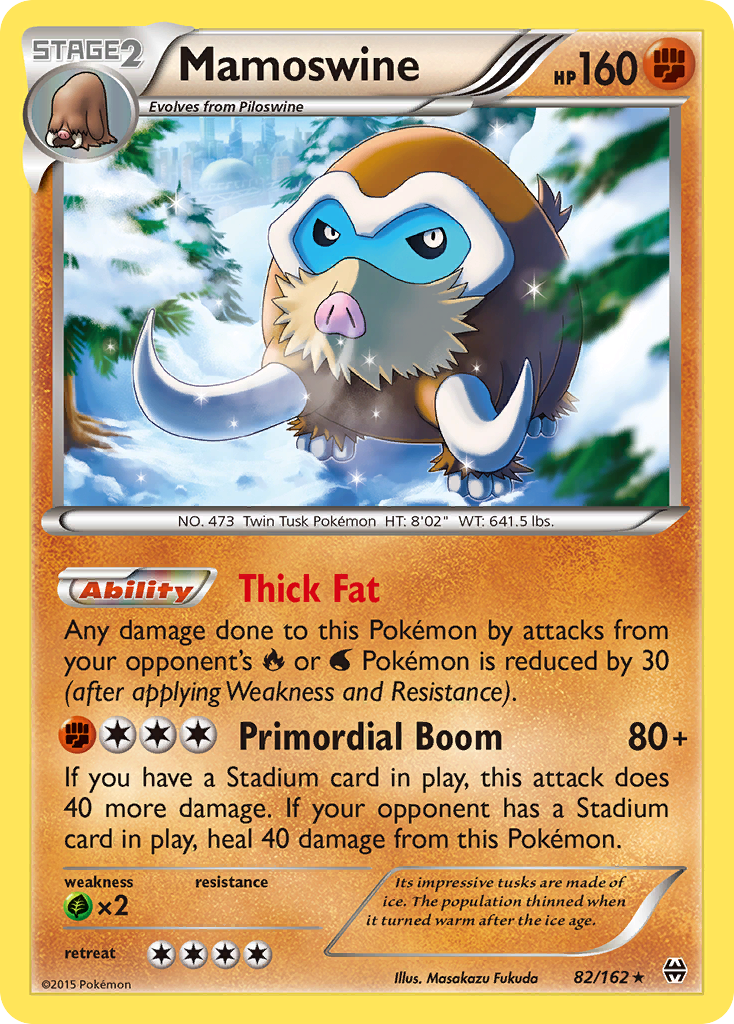 STAGE2
Mamoswine
HP160
Evolves from Piloswine
NO. 473 Twin Tusk Pokémon HT: 8'02" WT: 641.5 lbs.
Ability Thick Fat
Any damage done to this Pokémon by attacks from
your opponent's or Pokémon is reduced by 30
(after applying Weakness and Resistance).
Primordial Boom 80+
If you have a Stadium card in play, this attack does
40 more damage. If your opponent has a Stadium
card in play, heal 40 damage from this Pokémon.
weakness resistance
×2
Its impressive tusks are made of
ice. The population thinned when
it turned warm after the ice age.
retreat
©2015 Pokémon
Illus. Masakazu Fukuda
82/162 ★